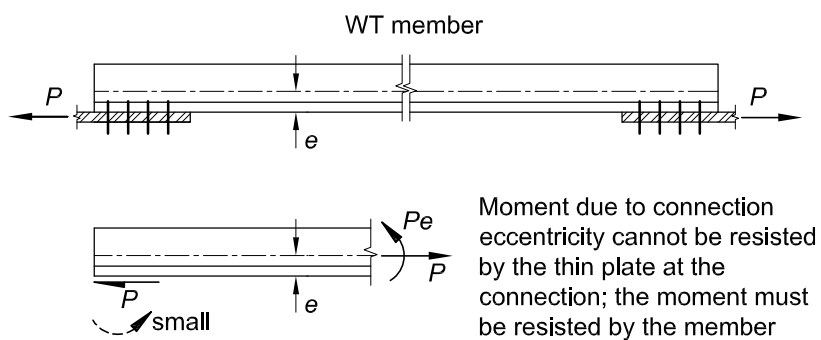 WT member
P
P
e
Pe
P
P
e
small
Moment due to connection
eccentricity cannot be resisted
by the thin plate at the
connection; the moment must
be resisted by the member